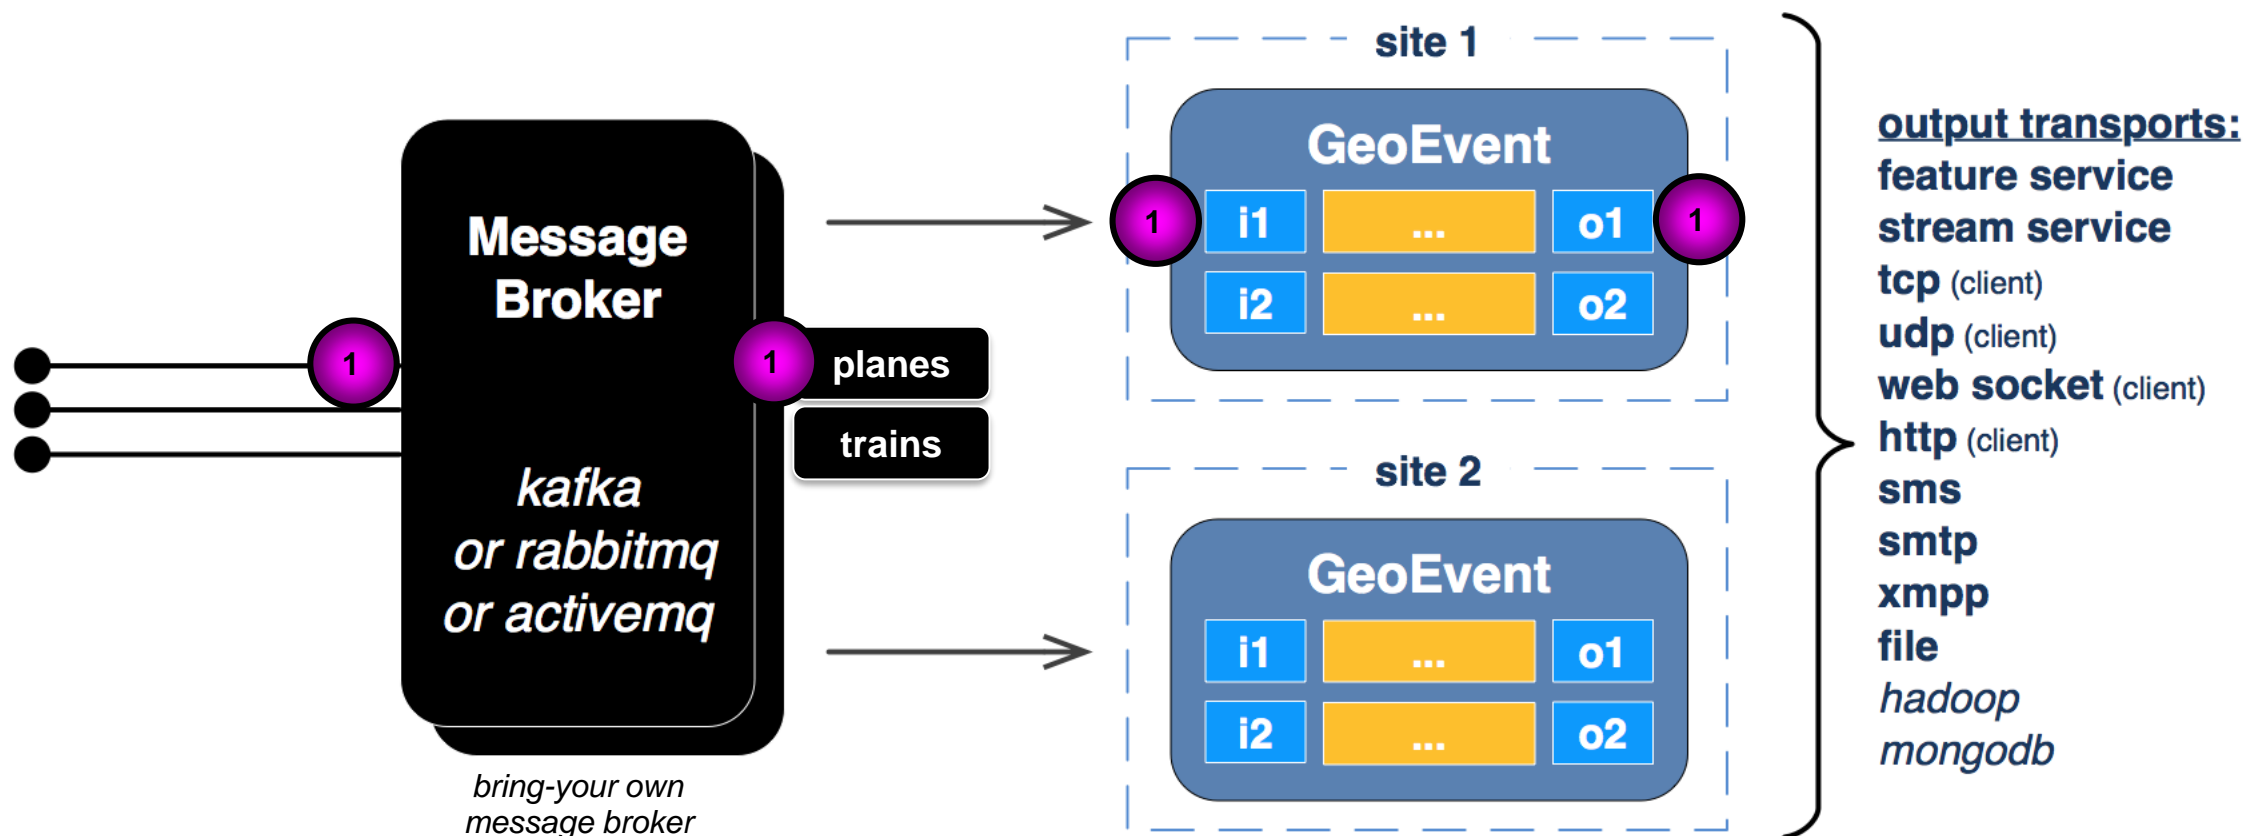 Message
Broker
kafka
or rabbitmq
or activemq
bring-your own
message broker
1
1
planes
trains
site 1
GeoEvent
1
i1
...
o1
1
i2
...
o2
site 2
GeoEvent
i1
...
o1
i2
...
o2
output transports:
feature service
stream service
tcp (client)
udp (client)
web socket (client)
http (client)
sms
smtp
xmpp
file
hadoop
mongodb